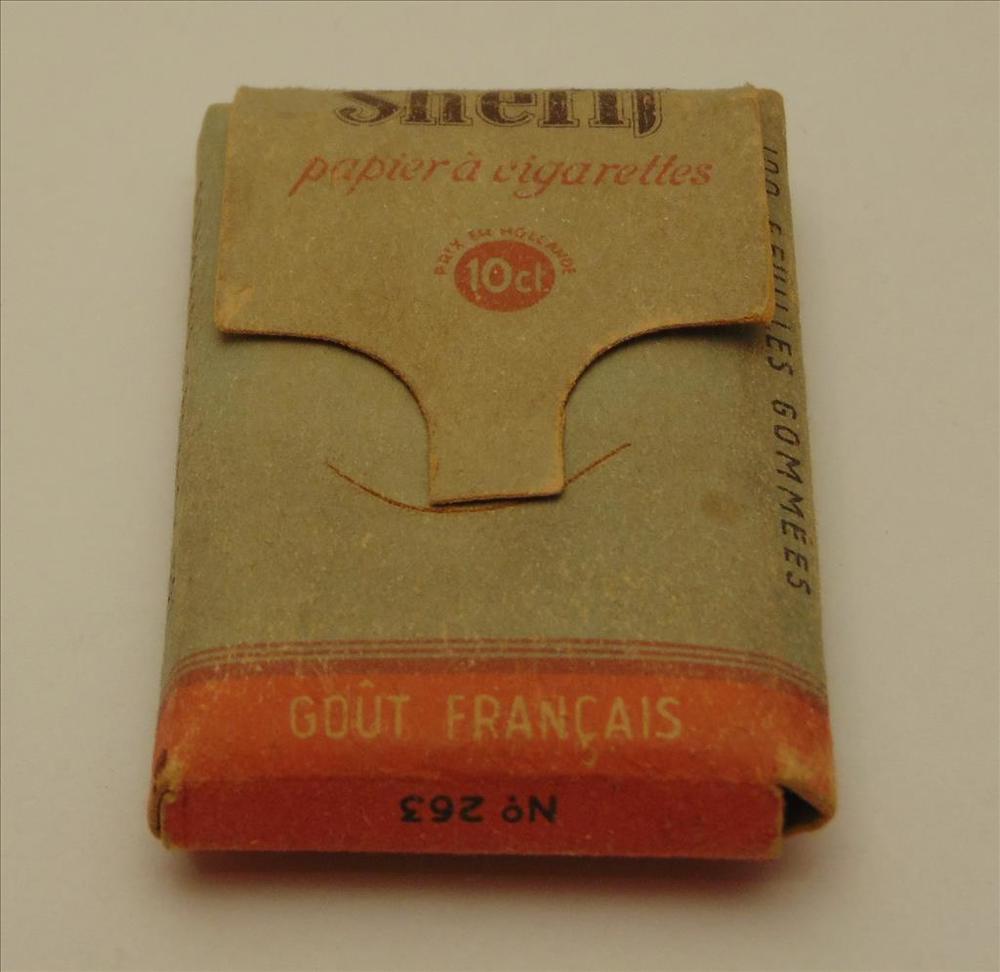 papier à cigarettes
PRIX EN HOLLANDE
10ct.
100 FEUILLES GOMMÉES
GOÛT FRANÇAIS
Nº 263